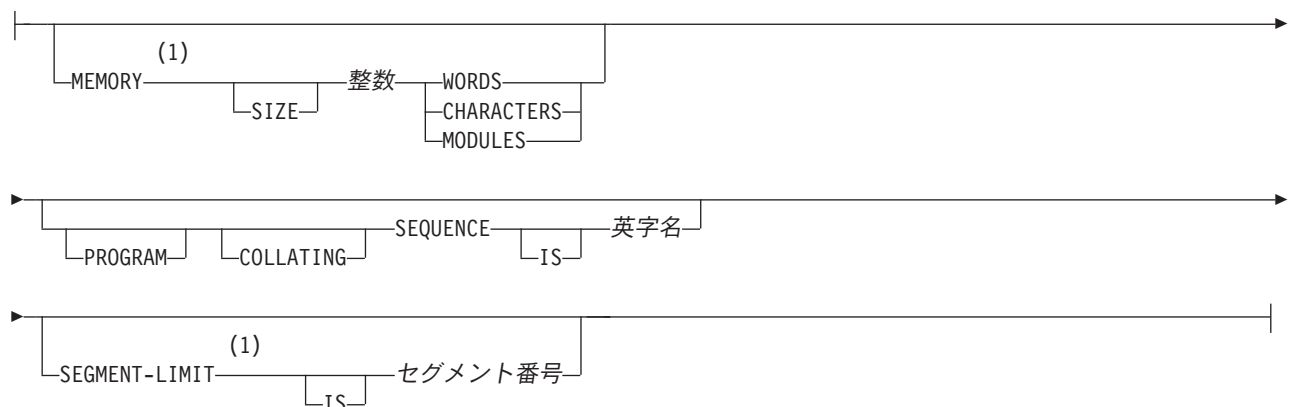 (1)
MEMORY 整数 WORDS
SIZE CHARACTERS
MODULES
SEQUENCE 英字名
PROGRAM COLLATING IS
(1)
SEGMENT-LIMIT セグメント番号
IS